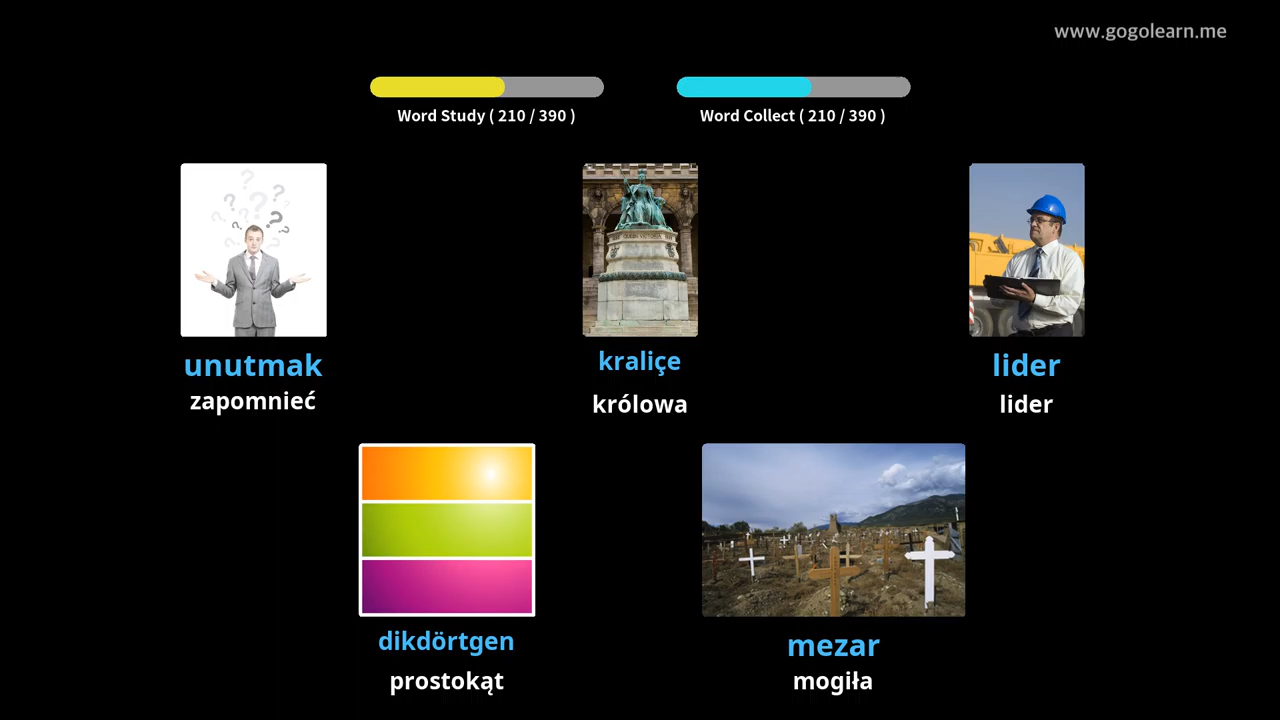 www.gogolearn.me
Word Study ( 210 / 390 )
Word Collect ( 210 / 390 )
unutmak
zapomnieć
kraliçe
królowa
lider
lider
dikdörtgen
prostokąt
mezar
mogiła